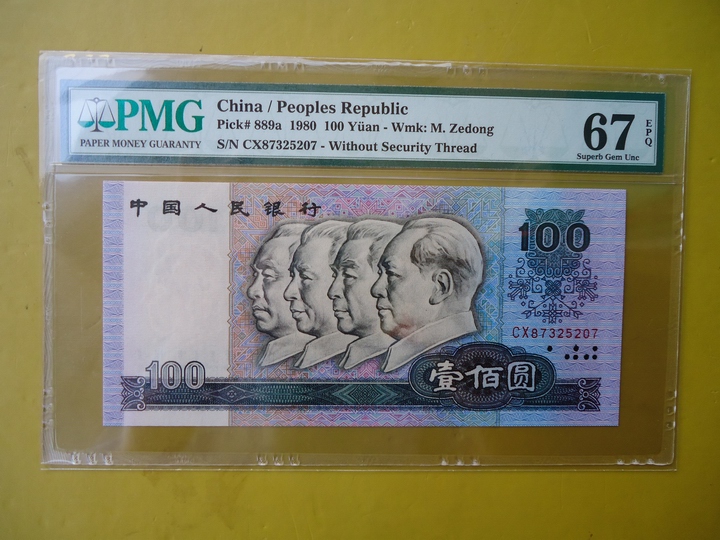 PMG
PAPER MONEY GUARANTY
China / Peoples Republic
Pick# 889a 1980 100 Yüan - Wmk: M. Zedong
S/N CX87325207 - Without Security Thread
67
EPQ
Superb Gem Unc
中国人民银行
100
CX87325207
100
壹佰圆